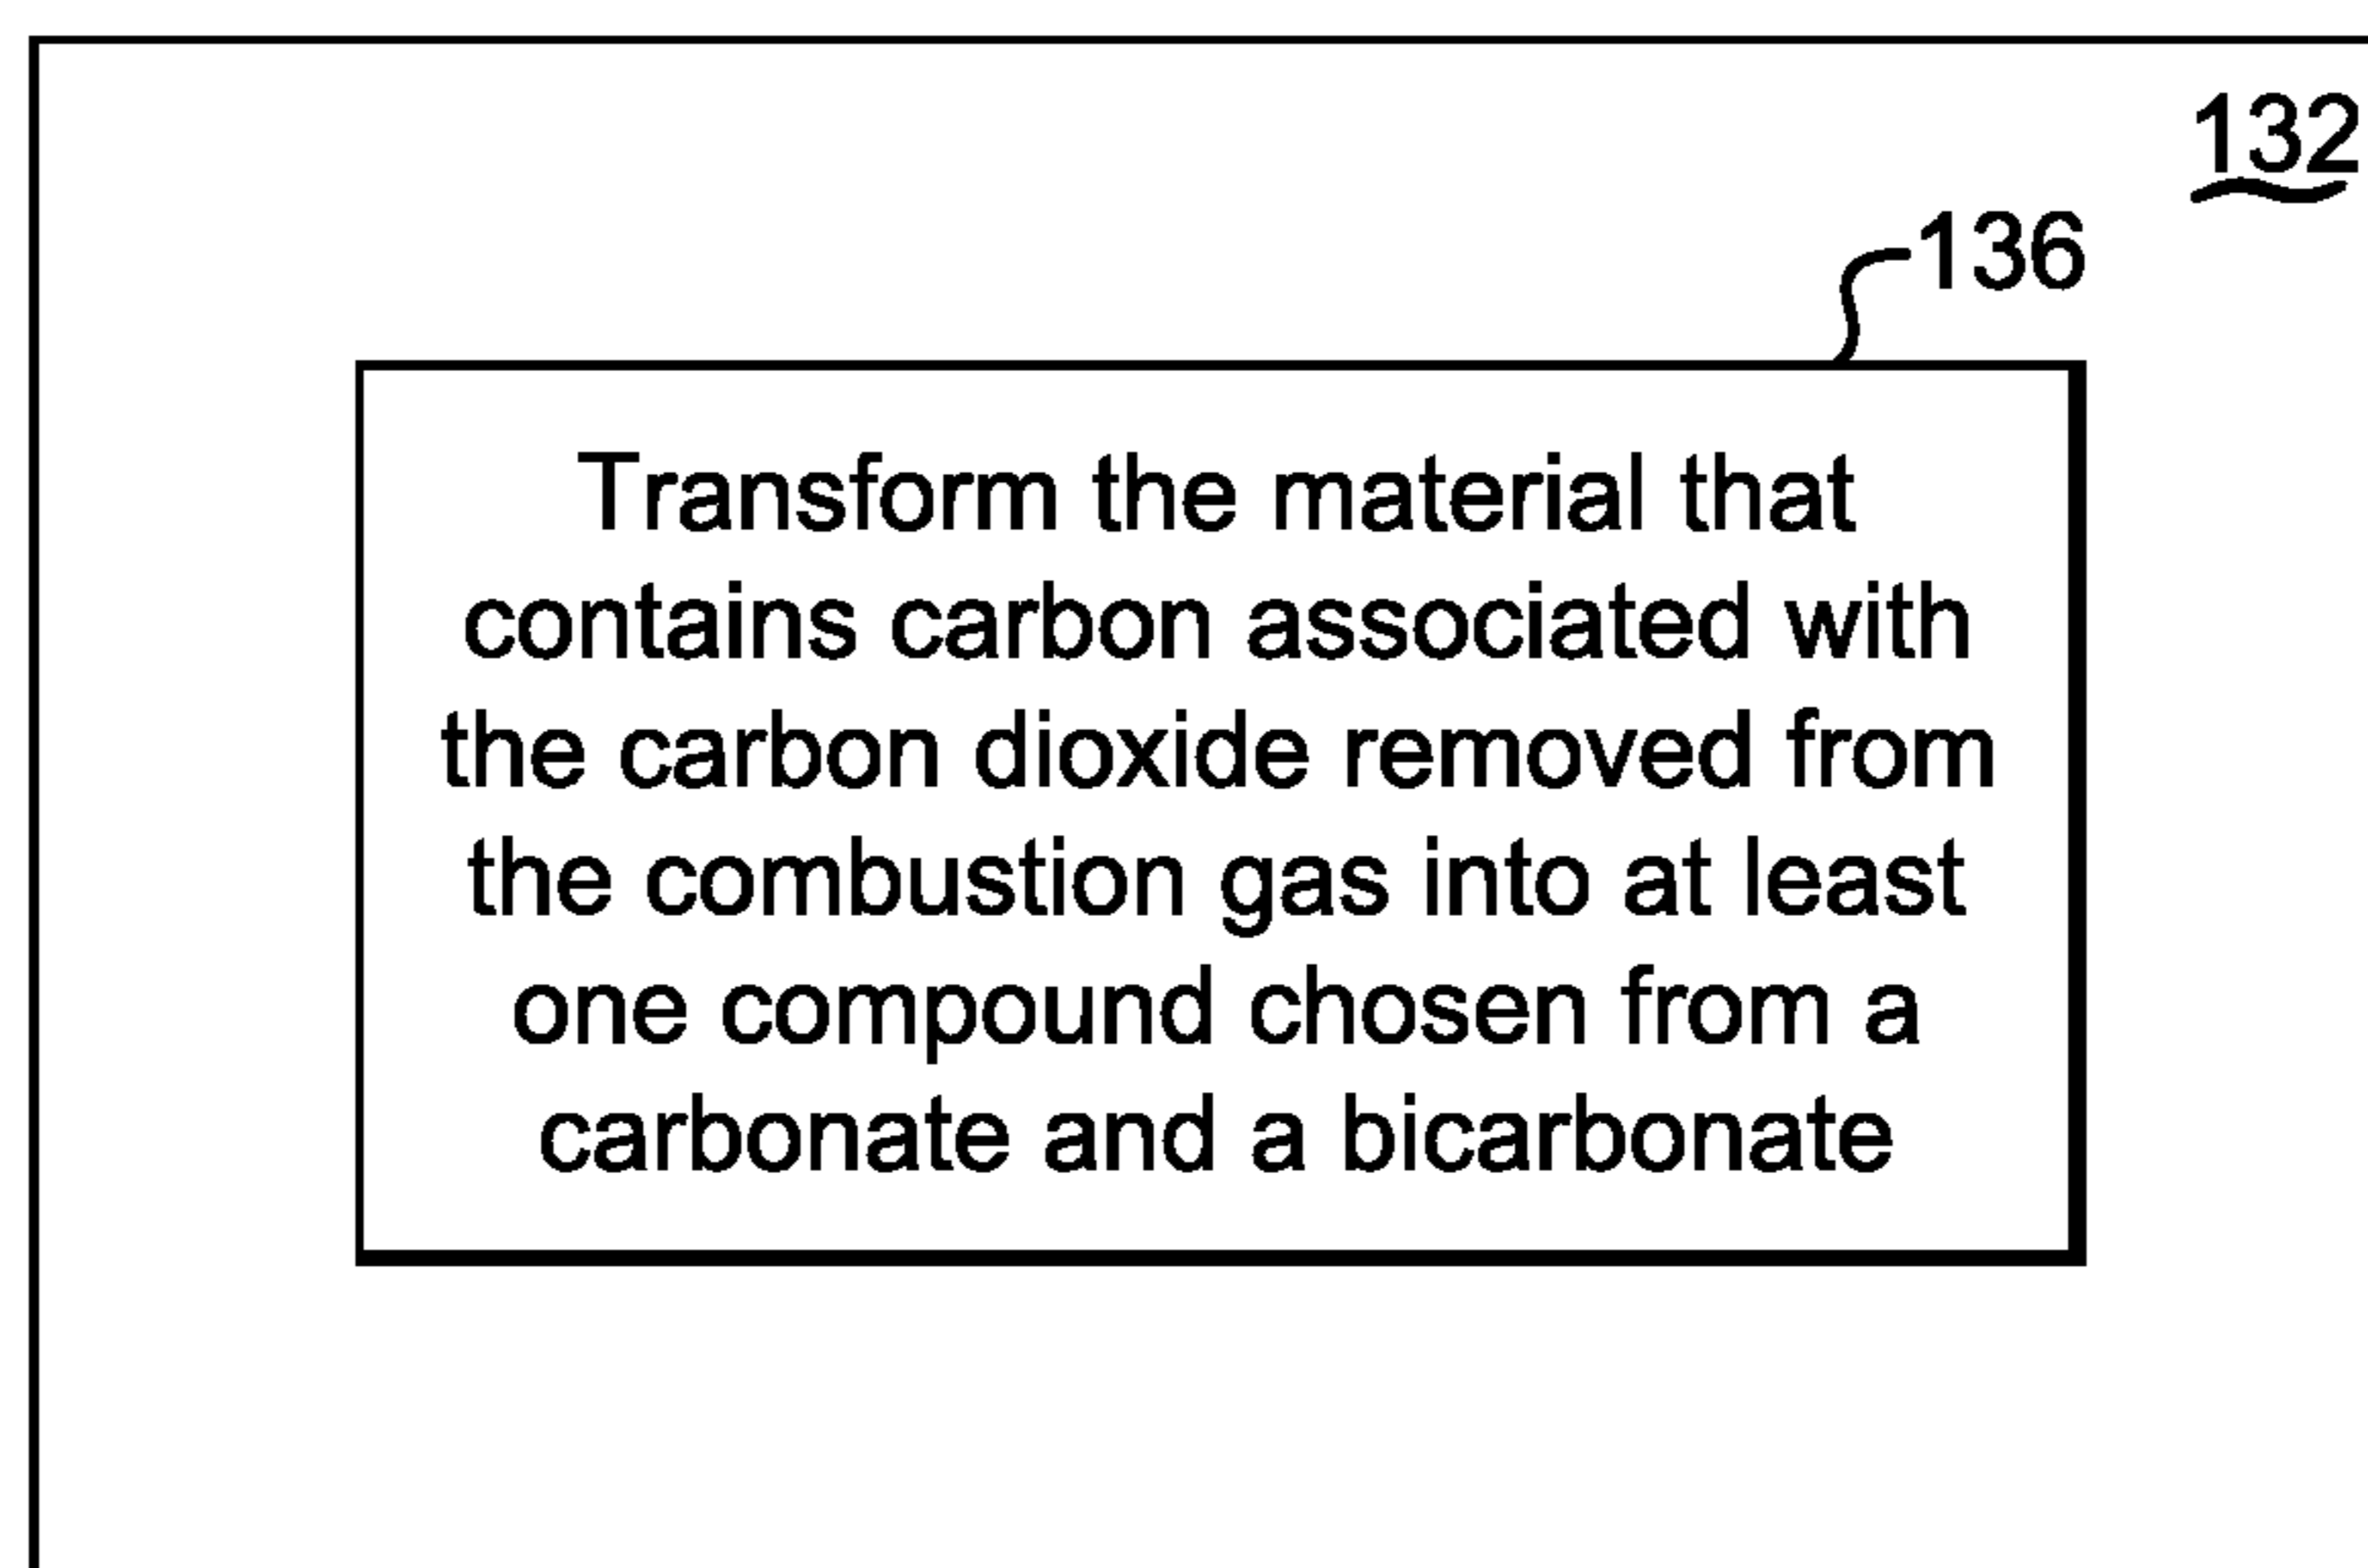 132
136
Transform the material that
contains carbon associated with
the carbon dioxide removed from
the combustion gas into at least
one compound chosen from a
carbonate and a bicarbonate